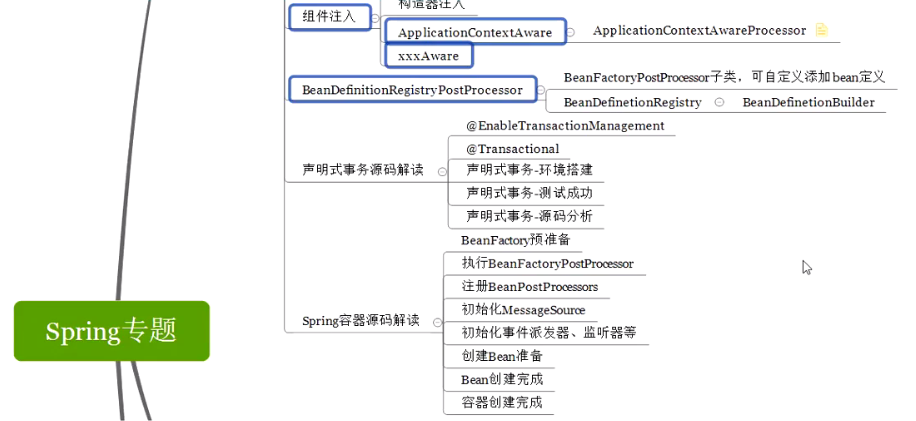 构造器注入
组件注入
ApplicationContextAware
ApplicationContextAwareProcessor
xxxAware
BeanDefinitionRegistryPostProcessor
BeanFactoryPostProcessor子类，可自定义添加bean定义
BeanDefinetionRegistry
BeanDefinetionBuilder
声明式事务源码解读
@EnableTransactionManagement
@Transactional
声明式事务-环境搭建
声明式事务-测试成功
声明式事务-源码分析
Spring专题
Spring容器源码解读
BeanFactory预准备
执行BeanFactoryPostProcessor
注册BeanPostProcessors
初始化MessageSource
初始化事件派发器、监听器等
创建Bean准备
Bean创建完成
容器创建完成